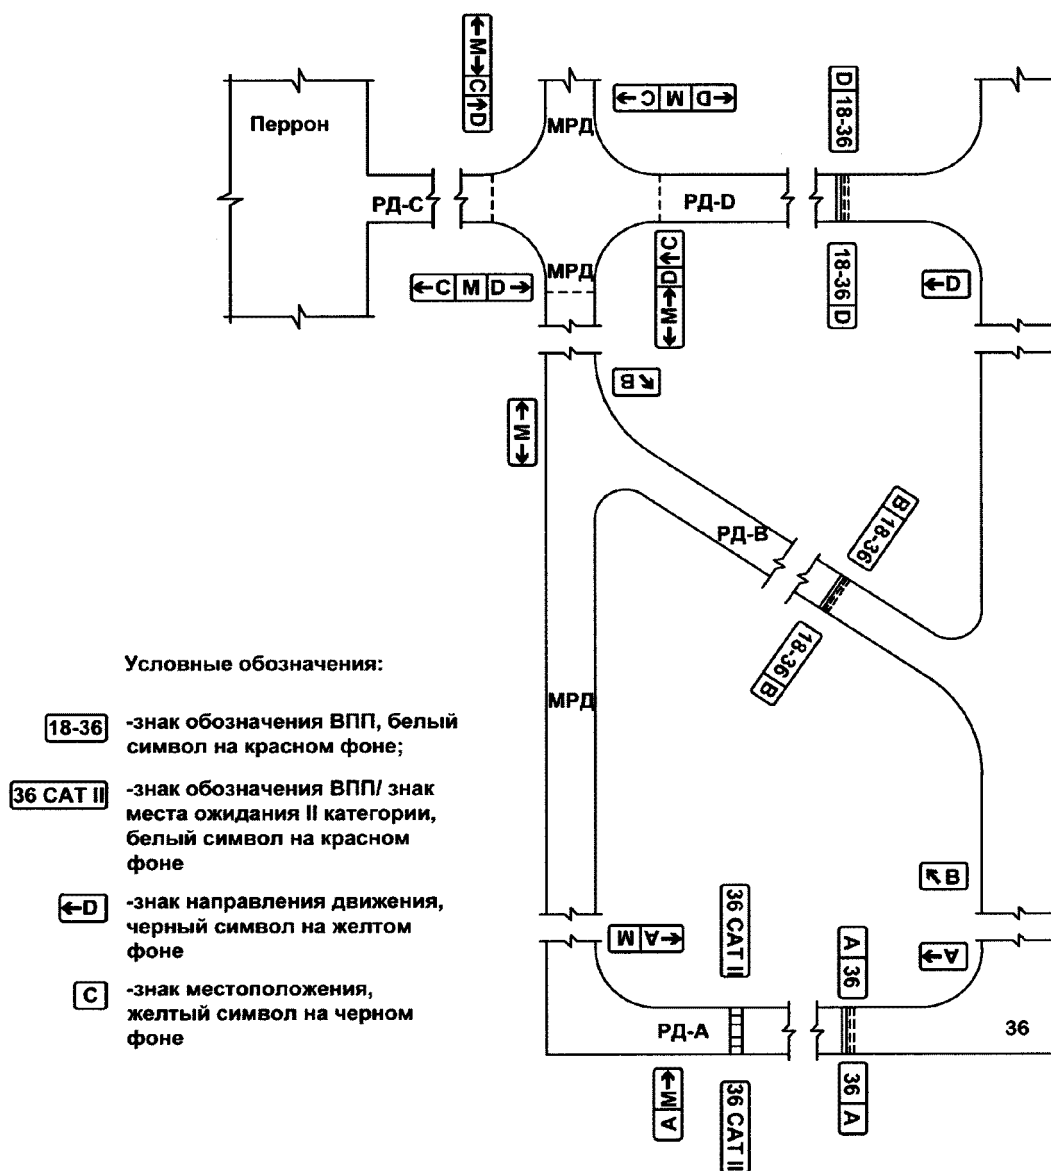 ←M→C↱D
←D M C→
D 18-36
Перрон
МРД
РД-C
РД-D
МРД
←C M D→
←M→D↱C
18-36 D
←D
B↖
←M→
B 18-36
РД-B
18-36 B
Условные обозначения:
МРД
18-36 -знак обозначения ВПП, белый
символ на красном фоне;
36 CAT II -знак обозначения ВПП/ знак
места ожидания II категории,
белый символ на красном
фоне
↖B
36 CAT II
←D -знак направления движения,
черный символ на желтом
фоне
←A M
A 36
A→
C -знак местоположения,
желтый символ на черном
фоне
РД-A
36
A M→
36 CAT II
36 A